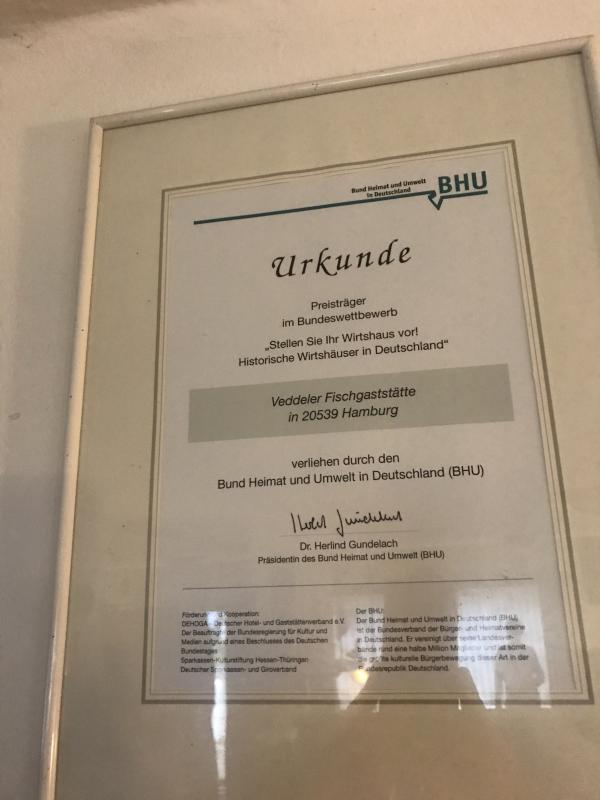 Bund Heimat und Umwelt
in Deutschland
BHU
Urkunde
Preisträger
im Bundeswettbewerb
„Stellen Sie Ihr Wirtshaus vor!
Historische Wirtshäuser in Deutschland“
Veddeler Fischgaststätte
in 20539 Hamburg
verliehen durch den
Bund Heimat und Umwelt in Deutschland (BHU)
Dr. Herlind Gundelach
Präsidentin des Bund Heimat und Umwelt (BHU)
Förderung und Kooperation:
DEHOGA - Deutscher Hotel- und Gaststättenverband e.V.
Der Beauftragte der Bundesregierung für Kultur und
Medien aufgrund eines Beschlusses des Deutschen
Bundestages
Sparkassen-Kulturstiftung Hessen-Thüringen
Deutscher Sparkassen- und Giroverband
Der BHU:
Der Bund Heimat und Umwelt in Deutschland (BHU)
ist der Bundesverband der Bürger- und Heimatvereine
in Deutschland. Er vereinigt über seine Landesver-
bände rund eine halbe Million Mitglieder und ist somit
die größte kulturelle Bürgerbewegung dieser Art in der
Bundesrepublik Deutschland.